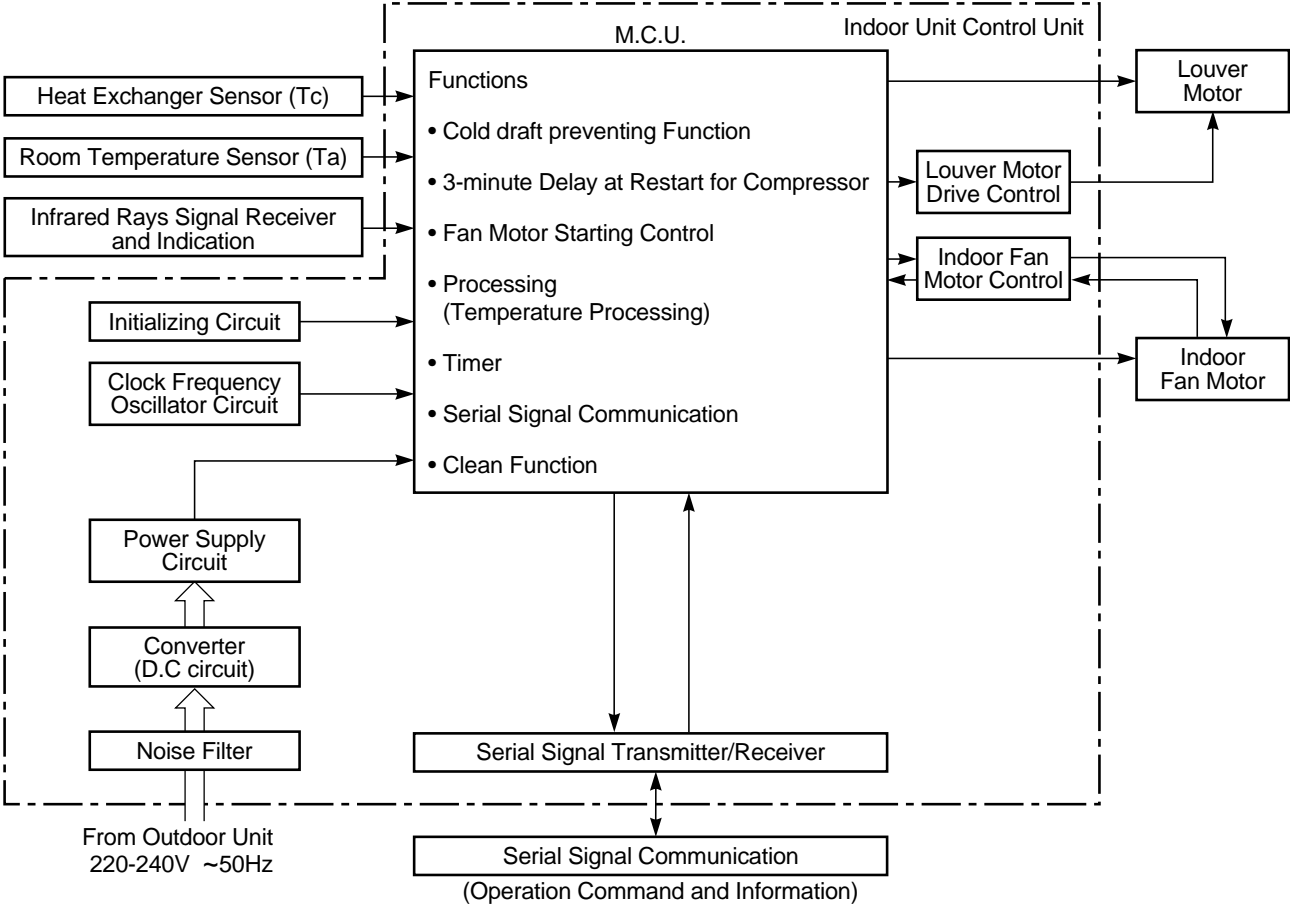 Indoor Unit Control Unit
M.C.U.
Heat Exchanger Sensor (Tc)
Room Temperature Sensor (Ta)
Infrared Rays Signal Receiver
and Indication
Initializing Circuit
Clock Frequency
Oscillator Circuit
Power Supply
Circuit
Converter
(D.C circuit)
Noise Filter
From Outdoor Unit
220-240V ~50Hz
Functions
• Cold draft preventing Function
• 3-minute Delay at Restart for Compressor
• Fan Motor Starting Control
• Processing
(Temperature Processing)
• Timer
• Serial Signal Communication
• Clean Function
Louver
Motor
Louver Motor
Drive Control
Indoor Fan
Motor Control
Indoor
Fan Motor
Serial Signal Transmitter/Receiver
Serial Signal Communication
(Operation Command and Information)